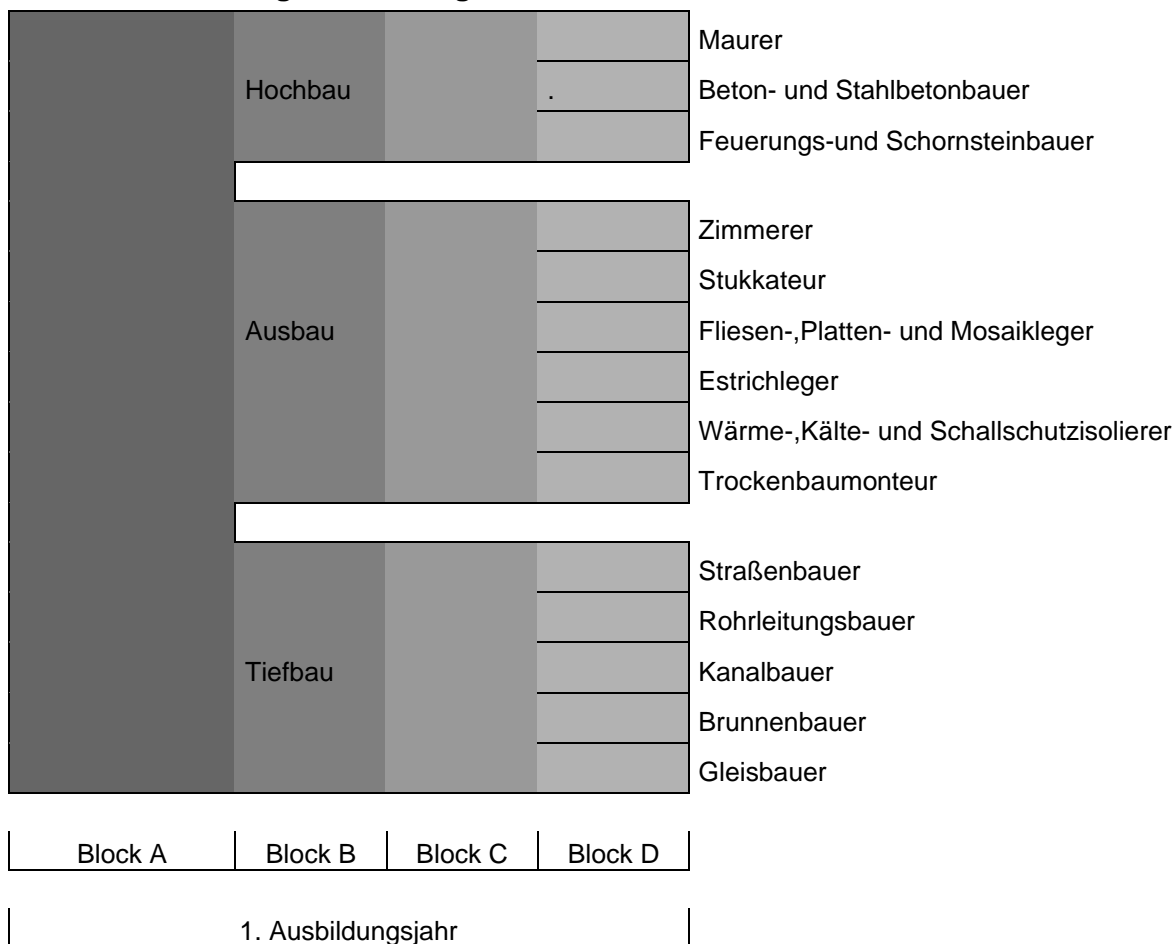 Maurer
Hochbau . Beton- und Stahlbetonbauer
Feuerungs-und Schornsteinbauer
Zimmerer
Stukkateur
Ausbau Fliesen-,Platten- und Mosaikleger
Estrichleger
Wärme-,Kälte- und Schallschutzisolierer
Trockenbaumonteur
Straßenbauer
Rohrleitungsbauer
Tiefbau Kanalbauer
Brunnenbauer
Gleisbauer
Block A Block B Block C Block D
1. Ausbildungsjahr